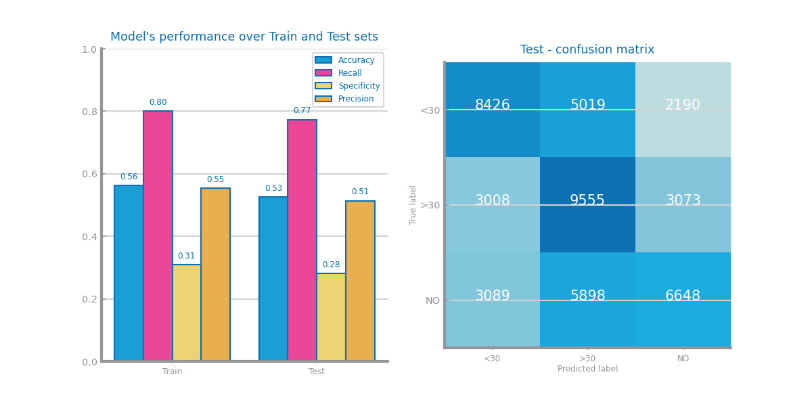 Model's performance over Train and Test sets
1.0
0.8
0.6
0.4
0.2
0.0
Accuracy
Recall
Specificity
Precision
0.56
0.80
0.31
0.55
0.53
0.77
0.28
0.51
Train
Test
Test - confusion matrix
True label
<30
8426
5019
2190
>30
3008
9555
3073
NO
3089
5898
6648
<30
>30
NO
Predicted label